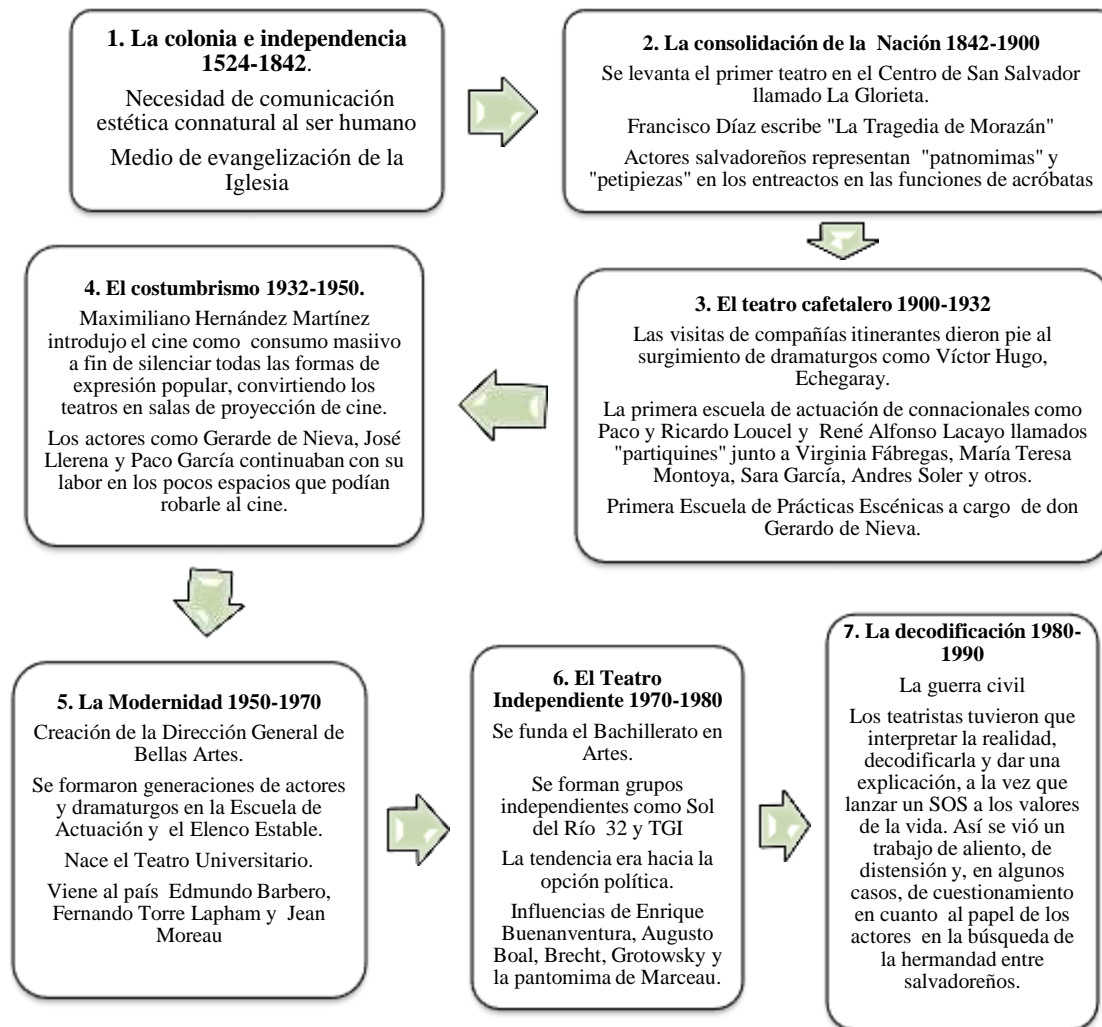 1. La colonia e independencia
1524-1842.
Necesidad de comunicación
estética connatural al ser humano
Medio de evangelización de la
Iglesia
2. La consolidación de la Nación 1842-1900
Se levanta el primer teatro en el Centro de San Salvador
llamado La Glorieta.
Francisco Díaz escribe "La Tragedia de Morazán"
Actores salvadoreños representan "patnomimas" y
"petipiezas" en los entreactos en las funciones de acróbatas
3. El teatro cafetalero 1900-1932
Las visitas de compañías itinerantes dieron pie al
surgimiento de dramaturgos como Víctor Hugo,
Echegaray.
La primera escuela de actuación de connacionales como
Paco y Ricardo Loucel y René Alfonso Lacayo llamados
"partiquines" junto a Virginia Fábregas, María Teresa
Montoya, Sara García, Andres Soler y otros.
Primera Escuela de Prácticas Escénicas a cargo de don
Gerardo de Nieva.
4. El costumbrismo 1932-1950.
Maximiliano Hernández Martínez
introdujo el cine como consumo masiivo
a fin de silenciar todas las formas de
expresión popular, convirtiendo los
teatros en salas de proyección de cine.
Los actores como Gerarde de Nieva, José
Llerena y Paco García continuaban con su
labor en los pocos espacios que podían
robarle al cine.
5. La Modernidad 1950-1970
Creación de la Dirección General de
Bellas Artes.
Se formaron generaciones de actores
y dramaturgos en la Escuela de
Actuación y el Elenco Estable.
Nace el Teatro Universitario.
Viene al país Edmundo Barbero,
Fernando Torre Lapham y Jean
Moreau
6. El Teatro
Independiente 1970-1980
Se funda el Bachillerato en
Artes.
Se forman grupos
independientes como Sol
del Río 32 y TGI
La tendencia era hacia la
opción política.
Influencias de Enrique
Buenanventura, Augusto
Boal, Brecht, Grotowsky y
la pantomima de Marceau.
7. La decodificación 1980-
1990
La guerra civil
Los teatristas tuvieron que
interpretar la realidad,
decodificarla y dar una
explicación, a la vez que
lanzar un SOS a los valores
de la vida. Así se vió un
trabajo de aliento, de
distensión y, en algunos
casos, de cuestionamiento
en cuanto al papel de los
actores en la búsqueda de
la hermandad entre
salvadoreños.